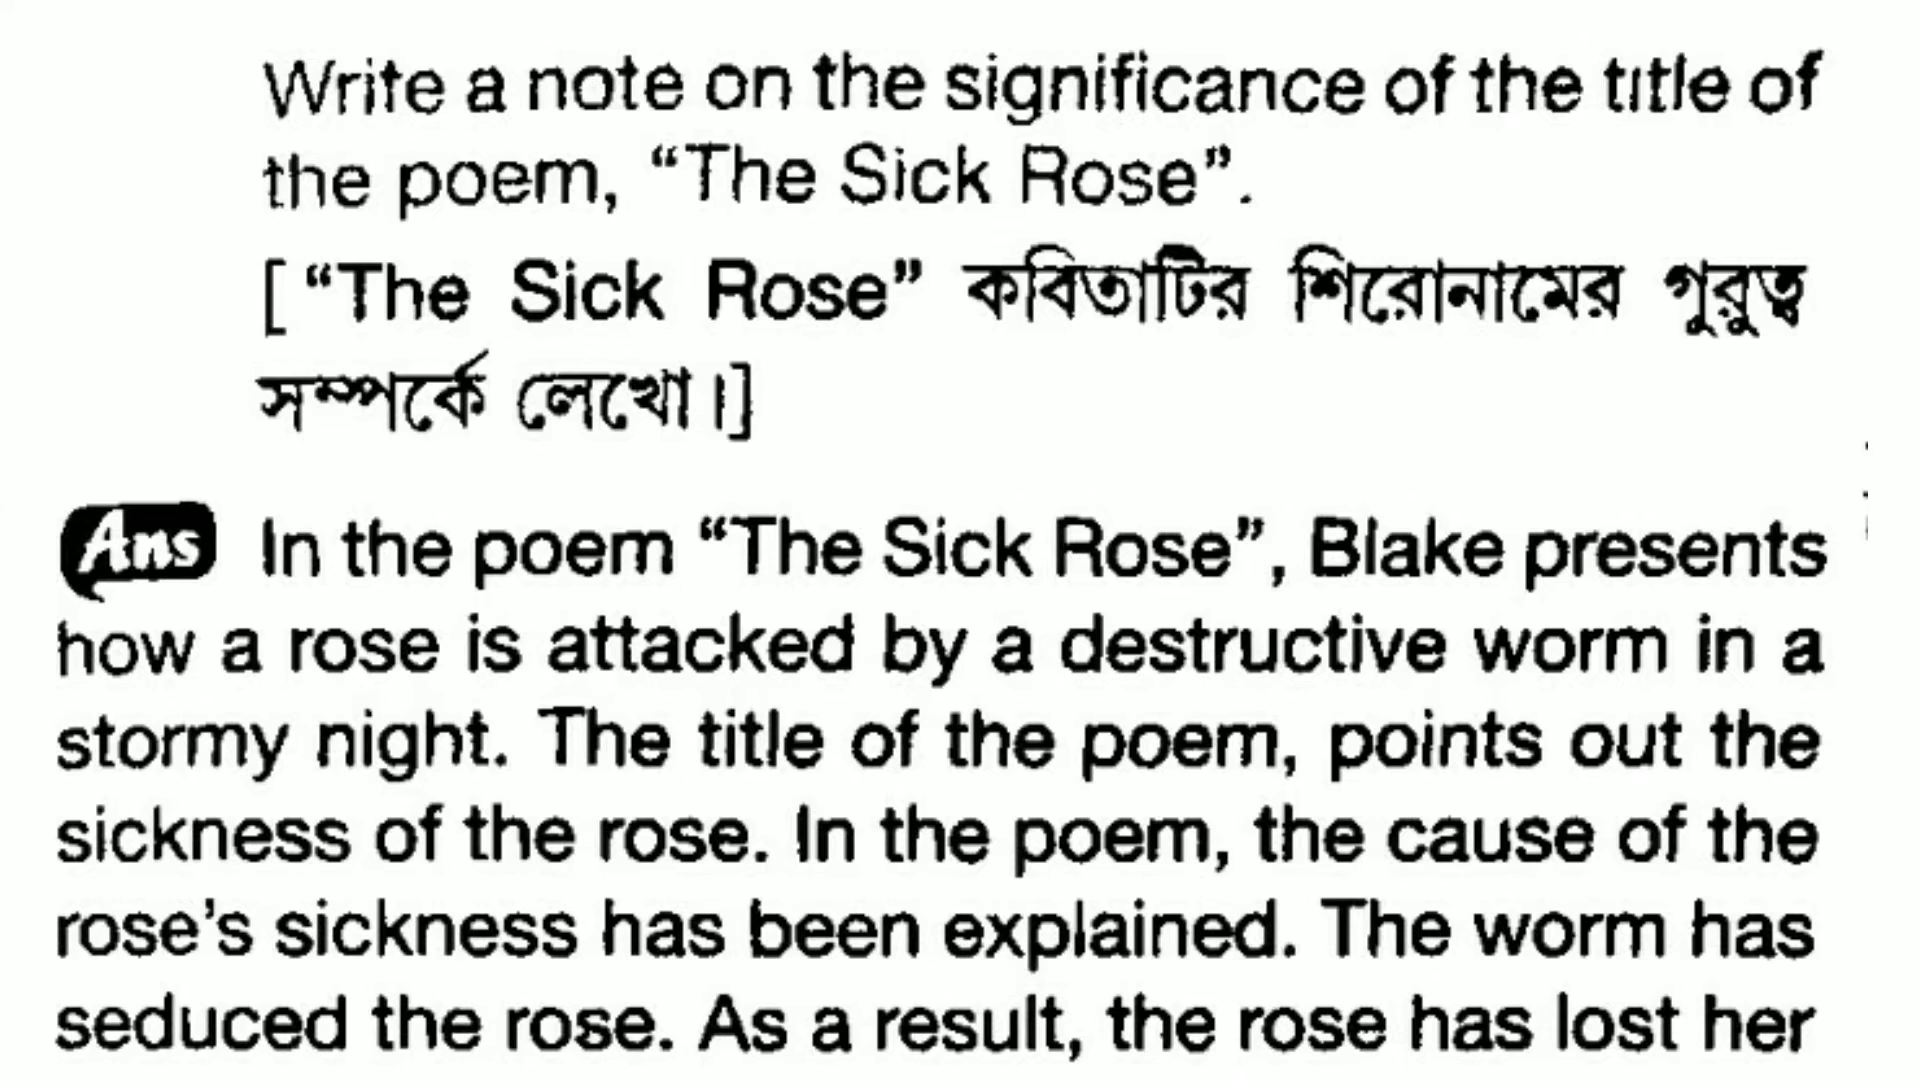 Write a note on the significance of the title of
the poem, “The Sick Rose”.
[ “The Sick Rose” কবিতাটির শিরোনামের গুরুত্ব
সম্পর্কে লেখো।]
Ans In the poem “The Sick Rose”, Blake presents
how a rose is attacked by a destructive worm in a
stormy night. The title of the poem, points out the
sickness of the rose. In the poem, the cause of the
rose’s sickness has been explained. The worm has
seduced the rose. As a result, the rose has lost her